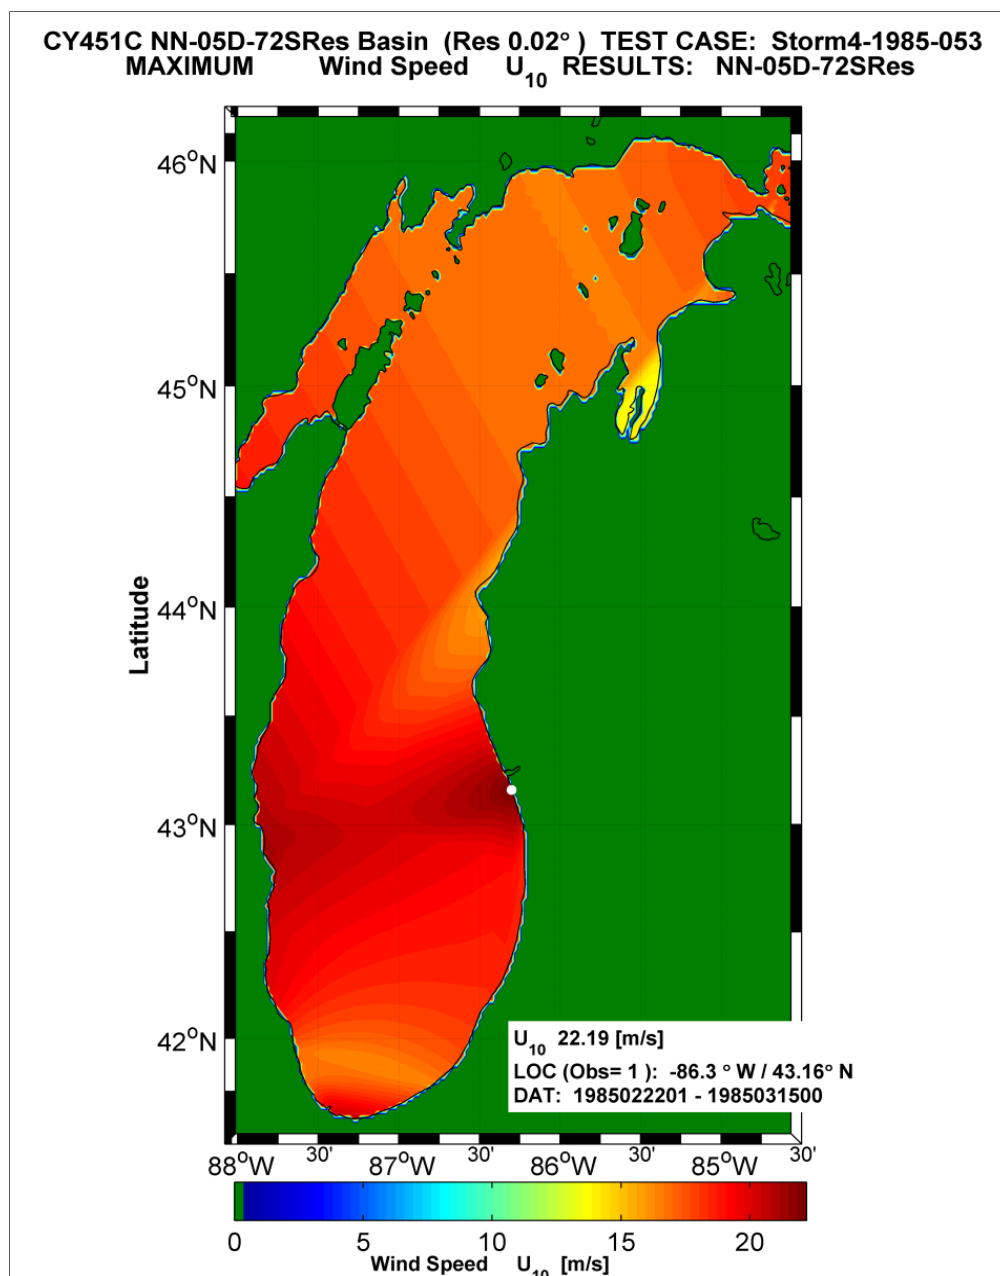 CY451C NN-05D-72SRes Basin (Res 0.02° ) TEST CASE: Storm4-1985-053
MAXIMUM Wind Speed U10 RESULTS: NN-05D-72SRes
46°N
45°N
44°N
43°N
42°N
Latitude
U10 22.19 [m/s]
LOC (Obs= 1 ): -86.3 ° W / 43.16° N
DAT: 1985022201 - 1985031500
88°W 30' 87°W 30' 86°W 30' 85°W 30'
0 5 10 15 20
Wind Speed U10 [m/s]